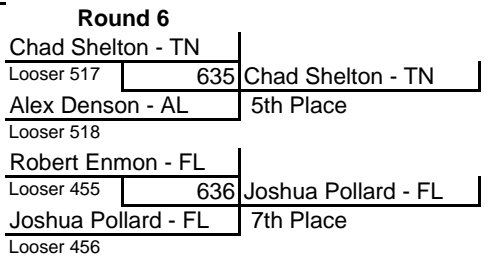 Round 6
Chad Shelton - TN
Looser 517
635 Chad Shelton - TN
Alex Denson - AL
5th Place
Looser 518
Robert Enmon - FL
Looser 455
636 Joshua Pollard - FL
Joshua Pollard - FL
7th Place
Looser 456